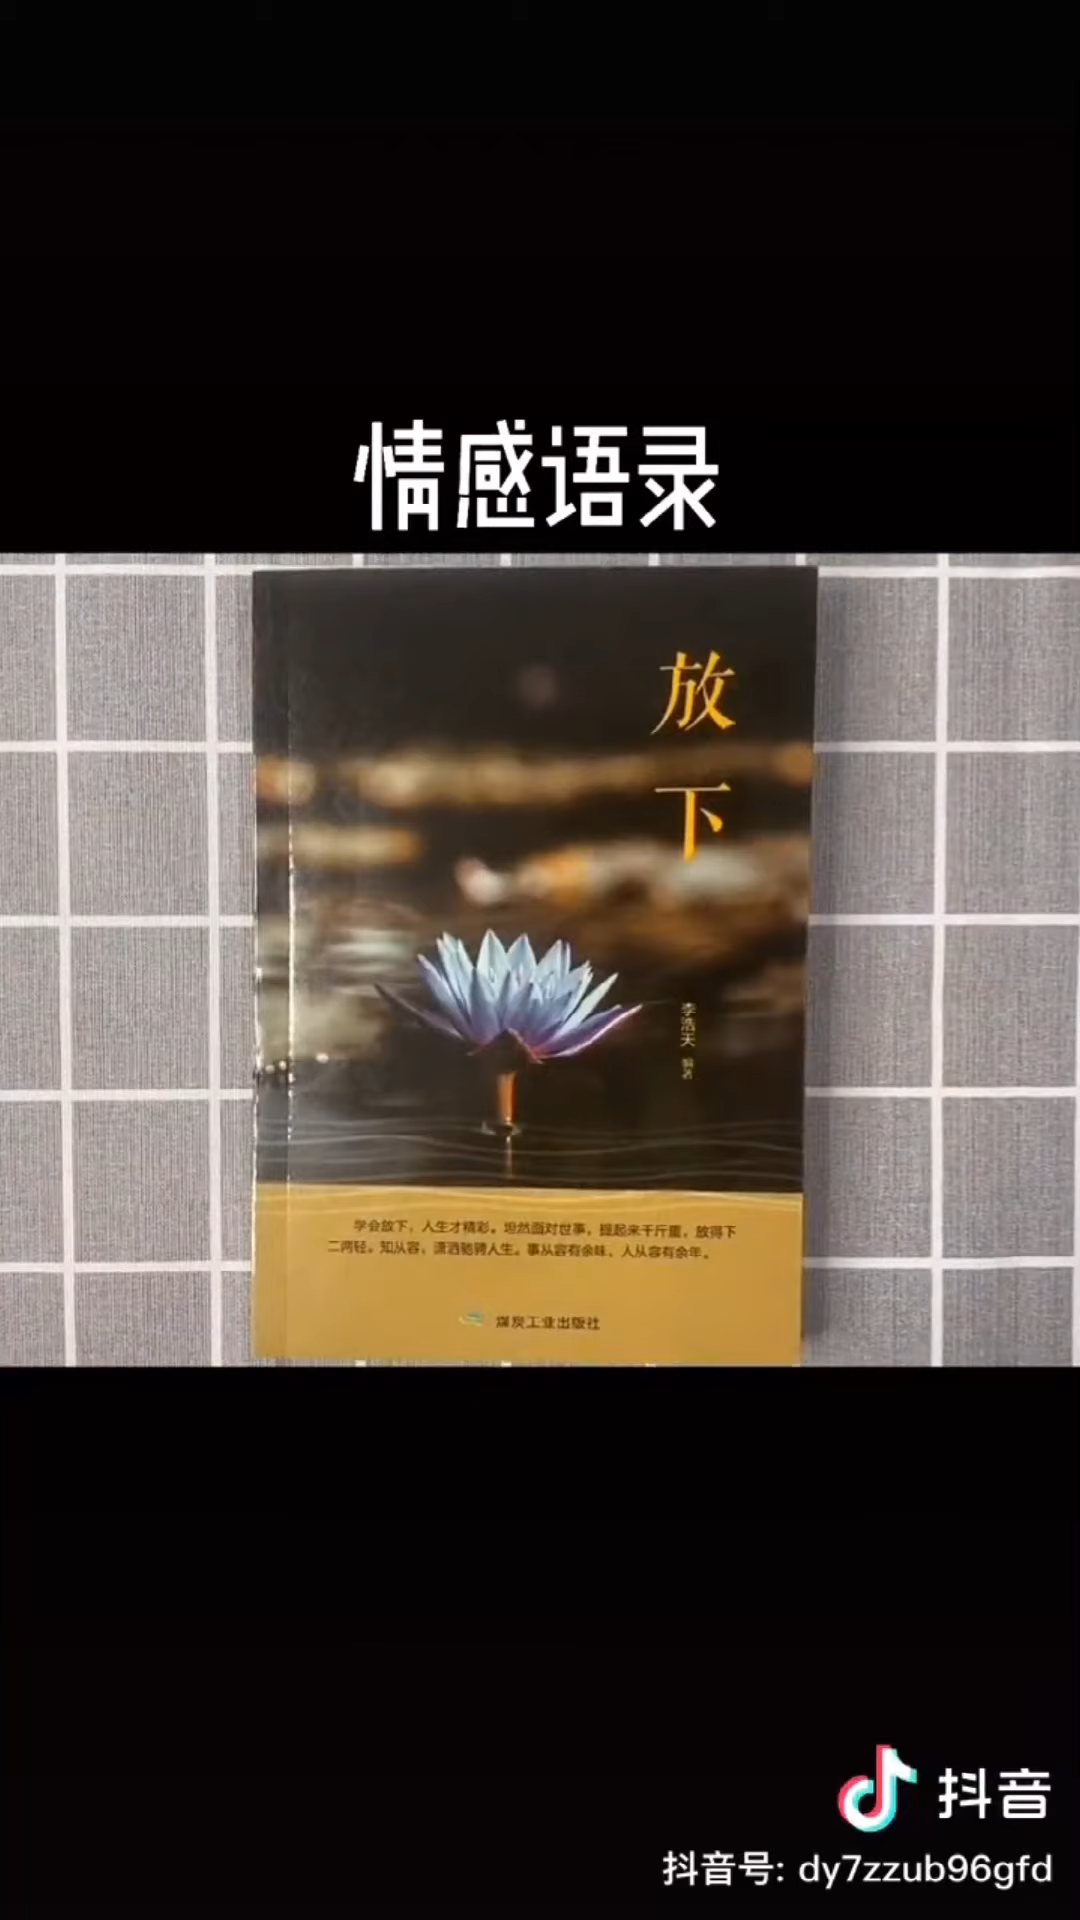 情感语录
放下
李浩天 编著
学会放下，人生才精彩。坦然面对世事，提起来千斤重，放得下
二两轻。知从容，潇洒驰骋人生。事从容有余味，人从容有余年。
煤炭工业出版社
抖音
抖音号: dy7zzub96gfd